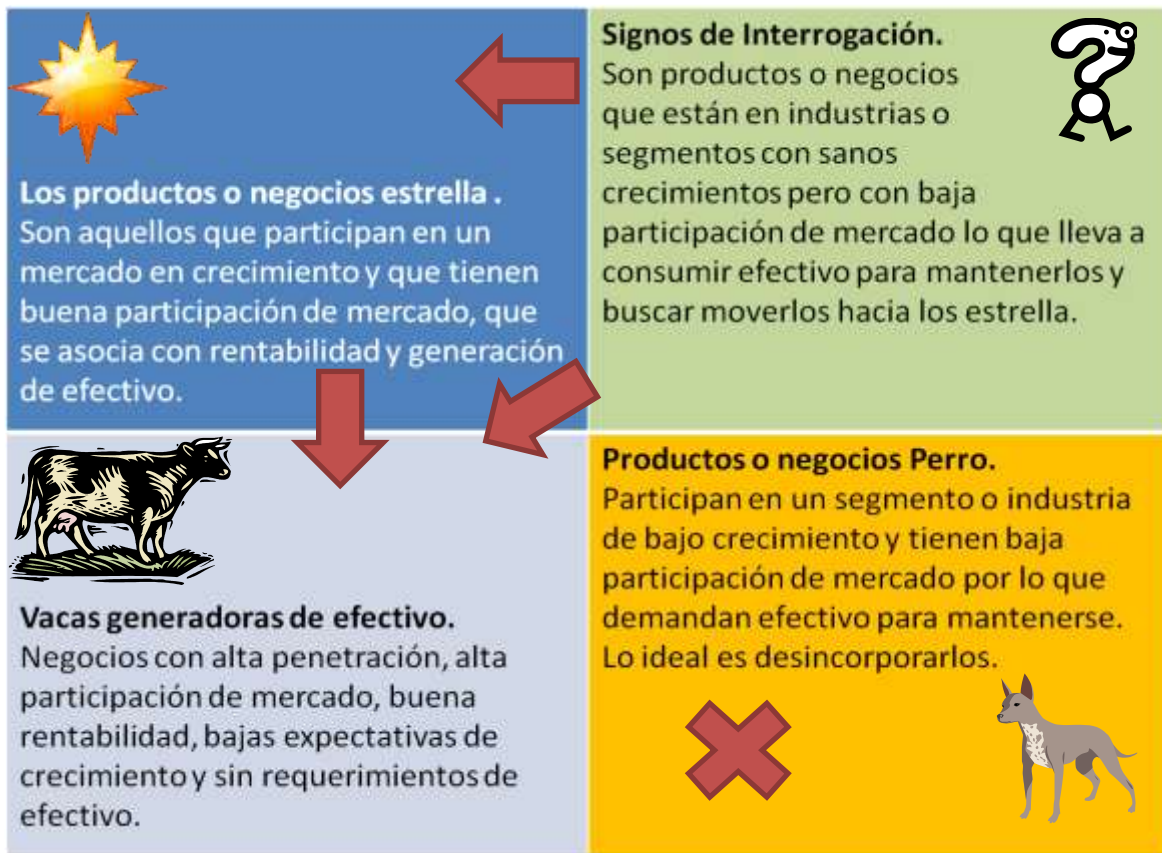 Los productos o negocios estrella .
Son aquellos que participan en un
mercado en crecimiento y que tienen
buena participación de mercado, que
se asocia con rentabilidad y generación
de efectivo.
Signos de Interrogación.
Son productos o negocios
que están en industrias o
segmentos con sanos
crecimientos pero con baja
participación de mercado lo que lleva a
consumir efectivo para mantenerlos y
buscar moverlos hacia los estrella.
Vacas generadoras de efectivo.
Negocios con alta penetración, alta
participación de mercado, buena
rentabilidad, bajas expectativas de
crecimiento y sin requerimientos de
efectivo.
Productos o negocios Perro.
Participan en un segmento o industria
de bajo crecimiento y tienen baja
participación de mercado por lo que
demandan efectivo para mantenerse.
Lo ideal es desincorporarlos.